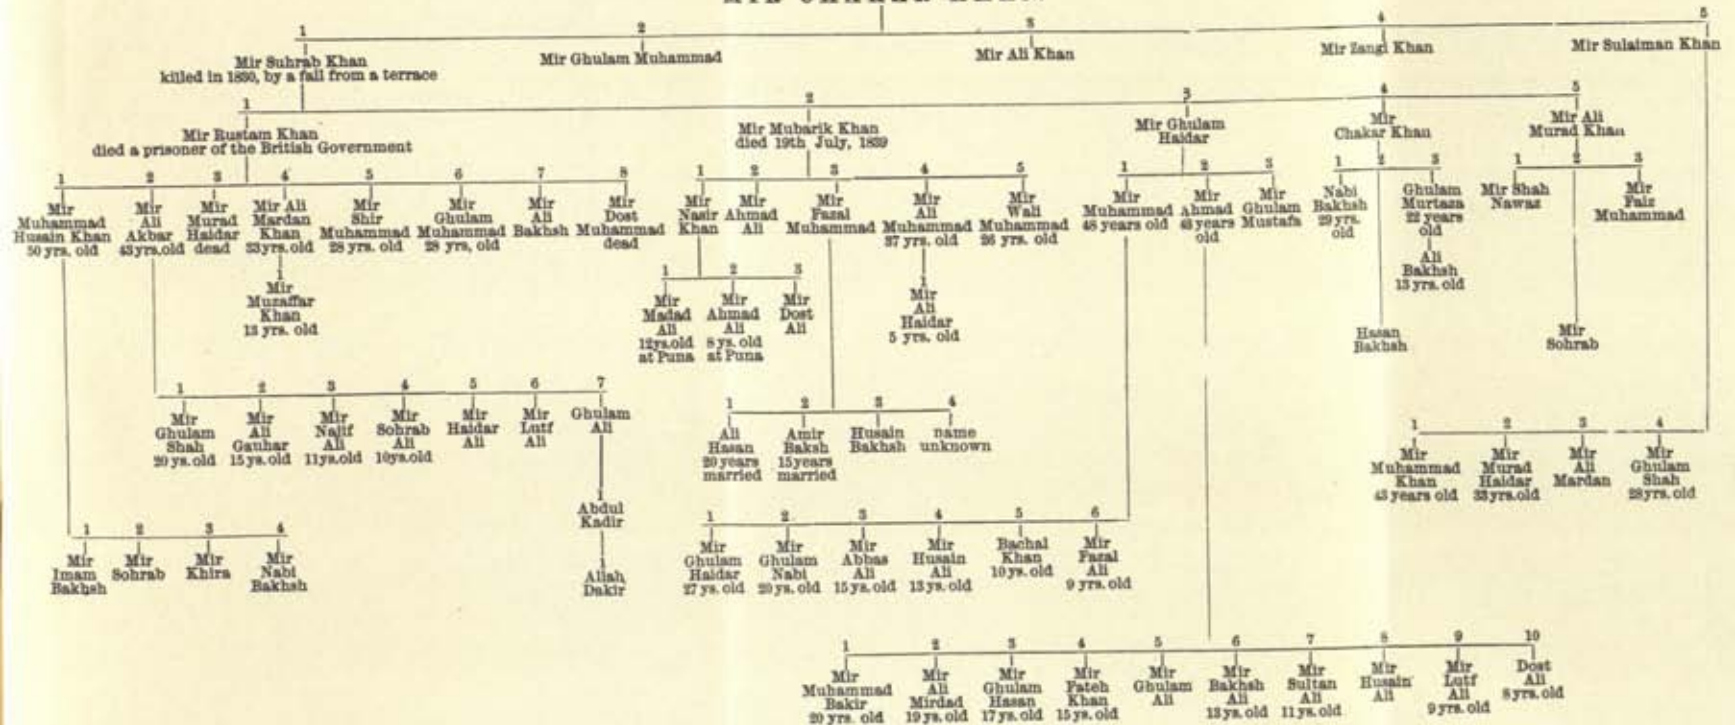 1 2 3 4 5
Mir Suhrab Khan
killed in 1830, by a fall from a terrace
Mir Ghulam Muhammad
Mir Ali Khan
Mir Zangi Khan
Mir Sulaiman Khan
1 2 3 4 5
Mir Rustam Khan
died a prisoner of the British Government
Mir Mubarik Khan
died 19th July, 1839
Mir Ghulam
Haidar
Mir
Chakar Khan
Mir Ali
Murad Khan
1 2 3 4 5 6 7 8
Mir
Muhammad
Husain Khan
50 yrs. old
Mir
Ali
Akbar
43yrs.old
Mir
Murad
Haidar
dead
Mir Ali
Mardan
Khan
33yrs. old
Mir
Shir
Muhammad
28 yrs. old
Mir
Ghulam
Muhammad
28 yrs, old
Mir
Ali
Bakhsh
Mir
Dost
Muhammad
dead
1 2 3 4 5
Mir
Nasir
Khan
Mir
Ahmad
Ali
Mir
Fazal
Muhammad
Mir
Ali
Muhammad
37 yrs. old
Mir
Wali
Muhammad
26 yrs. old
1 2 3
Mir
Muhammad
48 years old
Mir
Ahmad
45 years
old
Mir
Ghulam
Mustafa
1 2 3
Nabi
Bakhsh
29 yrs.
old
Ghulam
Murtaza
22 years
old
1 2 3
Mir Shah
Nawaz
Mir
Faiz
Muhammad
1
Mir
Muzaffar
Khan
13 yrs. old
1 2 3
Mir
Madad
Ali
12ys.old
at Puna
Mir
Ahmad
Ali
8ys. old
at Puna
Mir
Dost
Ali
1
Mir
Ali
Haidar
5 yrs. old
1
Ali
Bakhsh
13 yrs. old
Hasan
Bakhsh
Mir
Sohrab
1 2 3 4 5 6 7
Mir
Ghulam
Shah
20 ys. old
Mir
Ali
Gauhar
15 ys. old
Mir
Najif
Ali
11ys.old
Mir
Sohrab
Ali
10ys.old
Mir
Haidar
Ali
Mir
Lutf
Ali
Ghulam
Ali
1 2 3 4
Ali
Hasan
20 years
married
Amir
Baksh
15years
married
Husain
Bakhsh
name
unknown
1 2 3 4
Mir
Muhammad
Khan
43 years old
Mir
Murad
Haidar
33yrs.old
Mir
Ali
Mardan
Mir
Ghulam
Shah
28yrs. old
1
Abdul
Kadir
1
Allah
Dakir
1 2 3 4
Mir
Imam
Bakhsh
Mir
Sohrab
Mir
Khira
Mir
Nabi
Bakhsh
1 2 3 4 5 6
Mir
Ghulam
Haidar
27 ys. old
Mir
Ghulam
Nabi
20ys. old
Mir
Abbas
Ali
15 ys. old
Mir
Husain
Ali
13ys. old
Bachal
Khan
10 ys. old
Mir
Fazal
Ali
9 yrs. old
1 2 3 4 5 6 7 8 9 10
Mir
Muhammad
Bakir
20 yrs. old
Mir
Ali
Mirdad
19 ys. old
Mir
Ghulam
Hasan
17 ys. old
Mir
Fateh
Khan
15 ys. old
Mir
Ghulam
Ali
Mir
Bakhsh
Ali
13 ys. old
Mir
Sultan
Ali
11 ys. old
Mir
Husain
Ali
Mir
Lutf
Ali
9 yrs. old
Dost
Ali
8 yrs. old